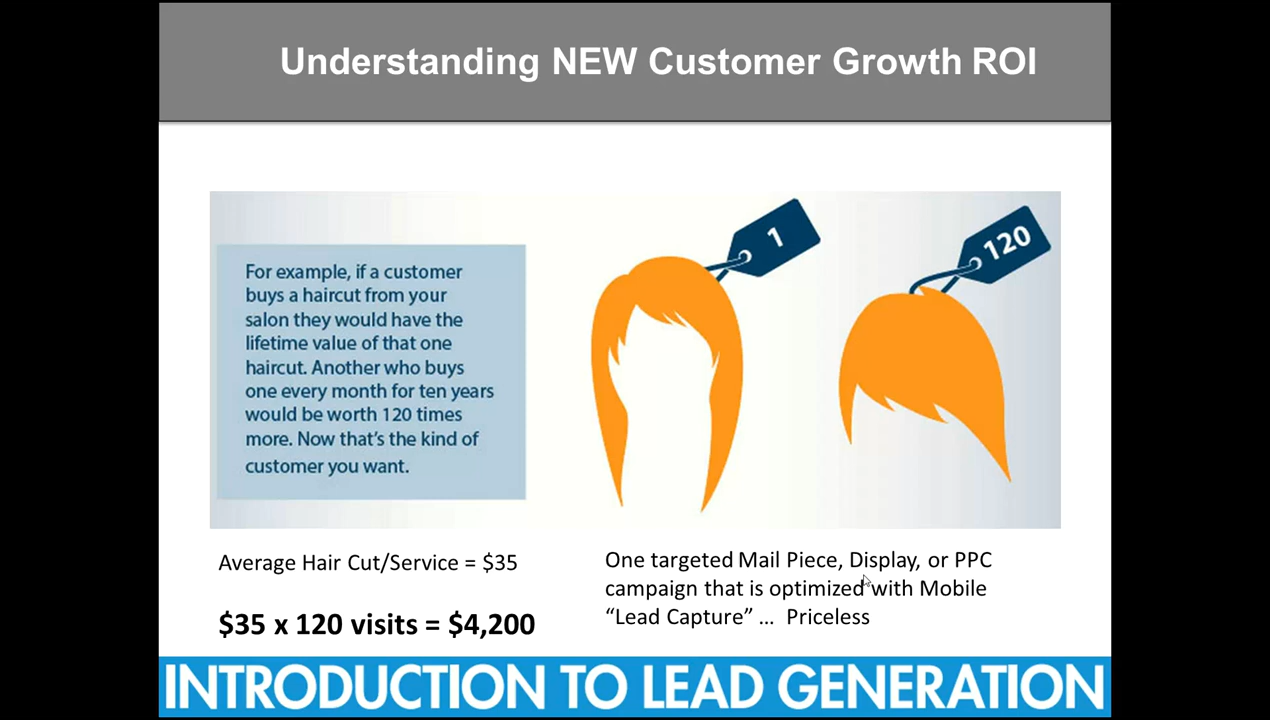 Understanding NEW Customer Growth ROI
For example, if a customer
buys a haircut from your
salon they would have the
lifetime value of that one
haircut. Another who buys
one every month for ten years
would be worth 120 times
more. Now that's the kind of
customer you want.
1
120
Average Hair Cut/Service = $35
$35 x 120 visits = $4,200
One targeted Mail Piece, Display, or PPC
campaign that is optimized with Mobile
“Lead Capture” … Priceless
INTRODUCTION TO LEAD GENERATION